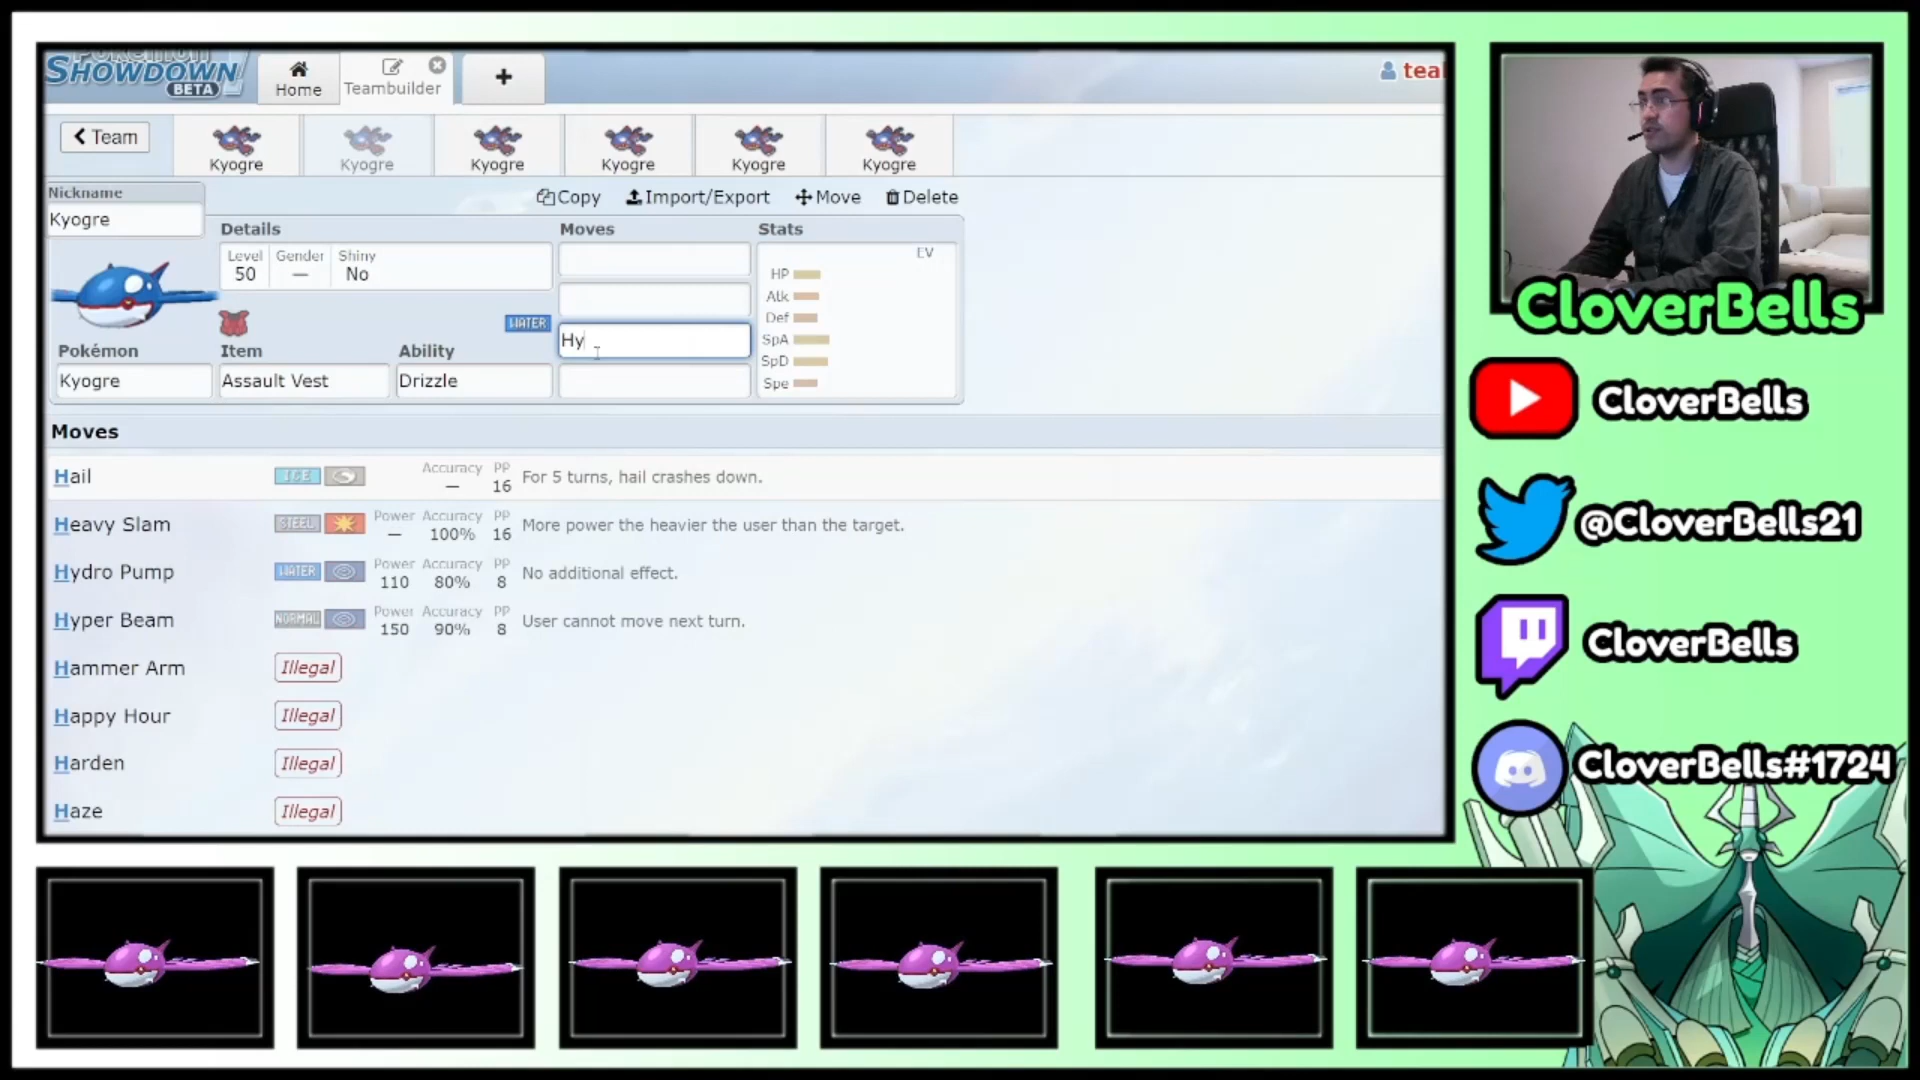 Pokémon
SHOWDOWN
BETA
Home
Teambuilder
+
teal
Team
Kyogre
Kyogre
Kyogre
Kyogre
Kyogre
Kyogre
Nickname
Kyogre
Copy
Import/Export
Move
Delete
Details
Moves
Stats
Level
50
Gender
—
Shiny
No
EV
HP
Atk
Def
SpA
SpD
Spe
WATER
Hy
Pokémon
Kyogre
Item
Assault Vest
Ability
Drizzle
Moves
Hail ICE Accuracy — PP 16 For 5 turns, hail crashes down.
Heavy Slam STEEL Power — Accuracy 100% PP 16 More power the heavier the user than the target.
Hydro Pump WATER Power 110 Accuracy 80% PP 8 No additional effect.
Hyper Beam NORMAL Power 150 Accuracy 90% PP 8 User cannot move next turn.
Hammer Arm Illegal
Happy Hour Illegal
Harden Illegal
Haze Illegal
CloverBells
CloverBells
@CloverBells21
CloverBells
CloverBells#1724